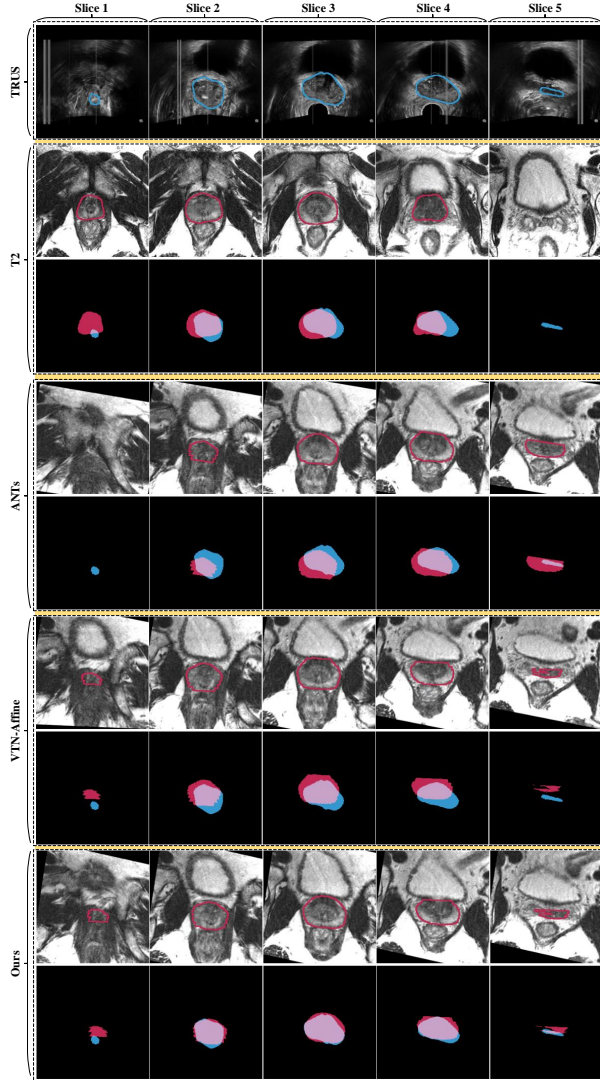 Slice 1 Slice 2 Slice 3 Slice 4 Slice 5
TRUS
T2
ANTs
VTN-Affine
Ours